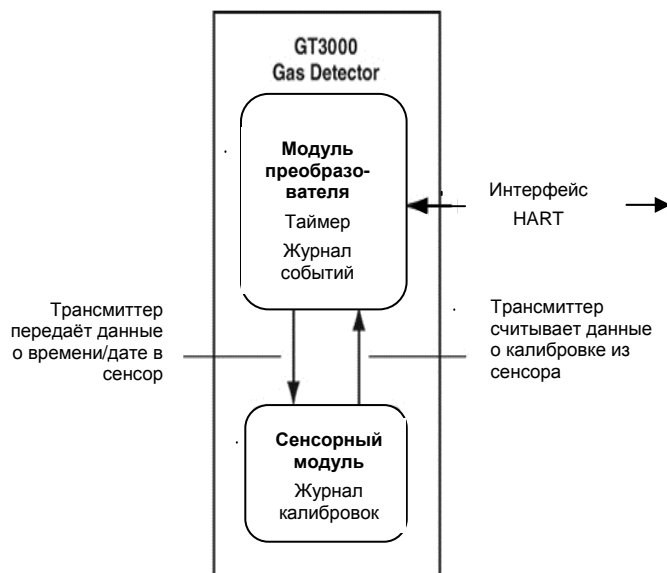 GT3000
Gas Detector
Модуль
преобразо-
вателя
Таймер
Журнал
событий
Интерфейс
HART
Трансмиттер
передаёт данные
о времени/дате в
сенсор
Трансмиттер
считывает данные
о калибровке из
сенсора
Сенсорный
модуль
Журнал
калибровок